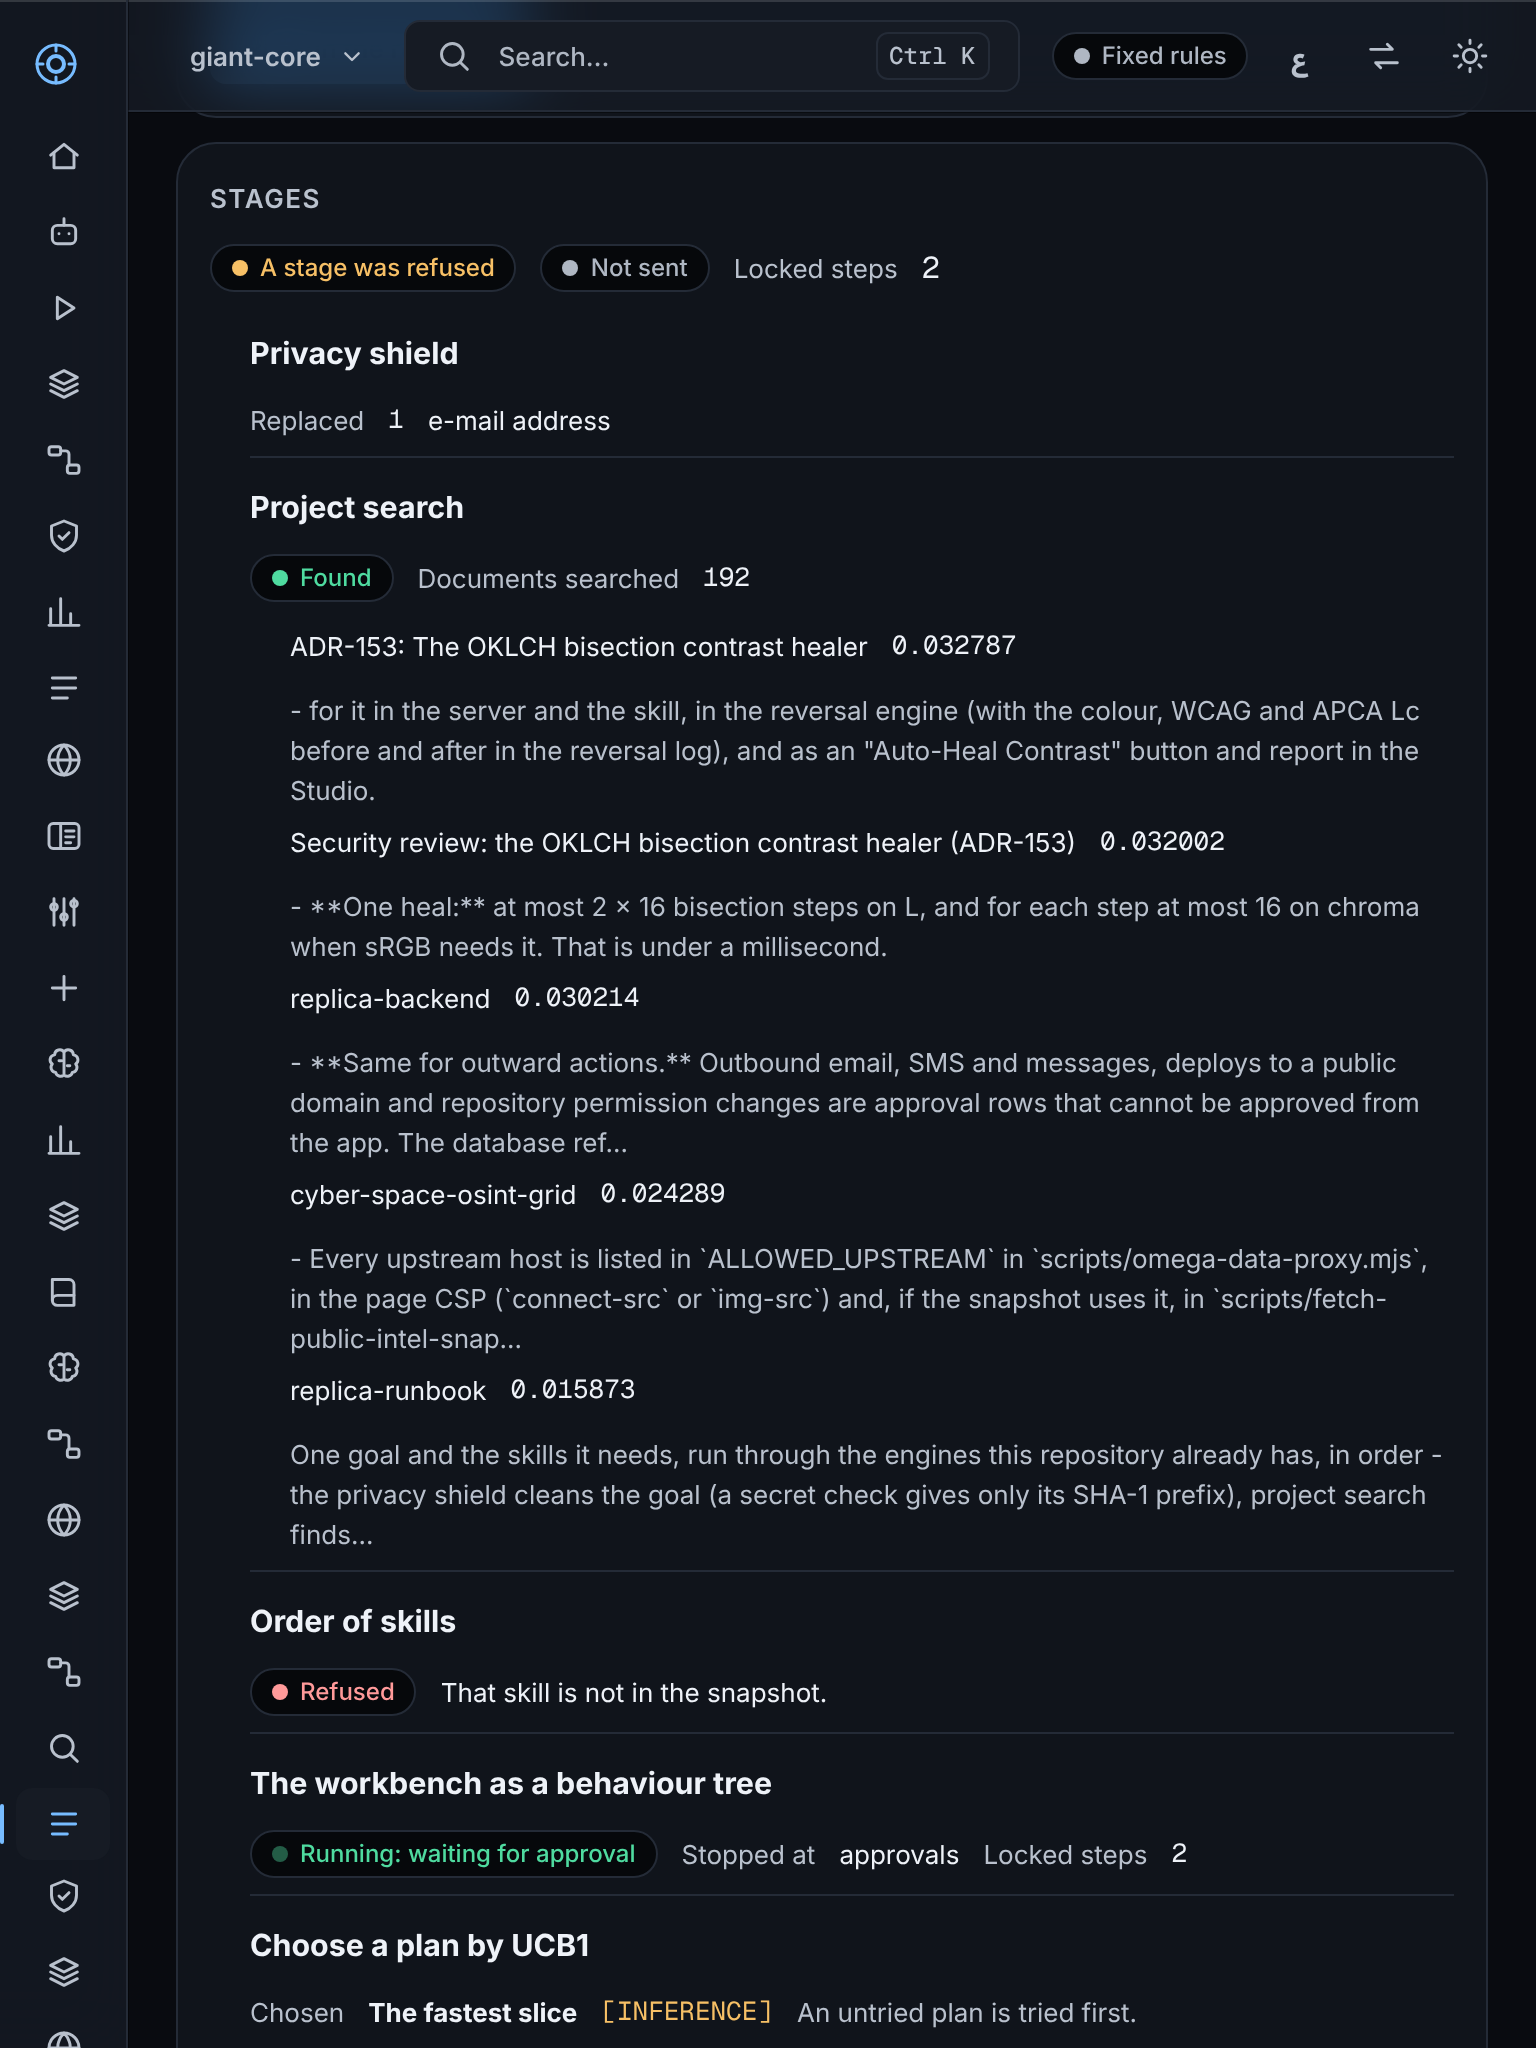 giant-core
Search...
Ctrl K
Fixed rules
ع
STAGES
A stage was refused
Not sent
Locked steps 2
Privacy shield
Replaced 1 e-mail address
Project search
Found
Documents searched 192
ADR-153: The OKLCH bisection contrast healer 0.032787
- for it in the server and the skill, in the reversal engine (with the colour, WCAG and APCA Lc
before and after in the reversal log), and as an "Auto-Heal Contrast" button and report in the
Studio.
Security review: the OKLCH bisection contrast healer (ADR-153) 0.032002
- **One heal:** at most 2 × 16 bisection steps on L, and for each step at most 16 on chroma
when sRGB needs it. That is under a millisecond.
replica-backend 0.030214
- **Same for outward actions.** Outbound email, SMS and messages, deploys to a public
domain and repository permission changes are approval rows that cannot be approved from
the app. The database ref...
cyber-space-osint-grid 0.024289
- Every upstream host is listed in `ALLOWED_UPSTREAM` in `scripts/omega-data-proxy.mjs`,
in the page CSP (`connect-src` or `img-src`) and, if the snapshot uses it, in `scripts/fetch-
public-intel-snap...
replica-runbook 0.015873
One goal and the skills it needs, run through the engines this repository already has, in order -
the privacy shield cleans the goal (a secret check gives only its SHA-1 prefix), project search
finds...
Order of skills
Refused That skill is not in the snapshot.
The workbench as a behaviour tree
Running: waiting for approval Stopped at approvals Locked steps 2
Choose a plan by UCB1
Chosen The fastest slice [INFERENCE] An untried plan is tried first.